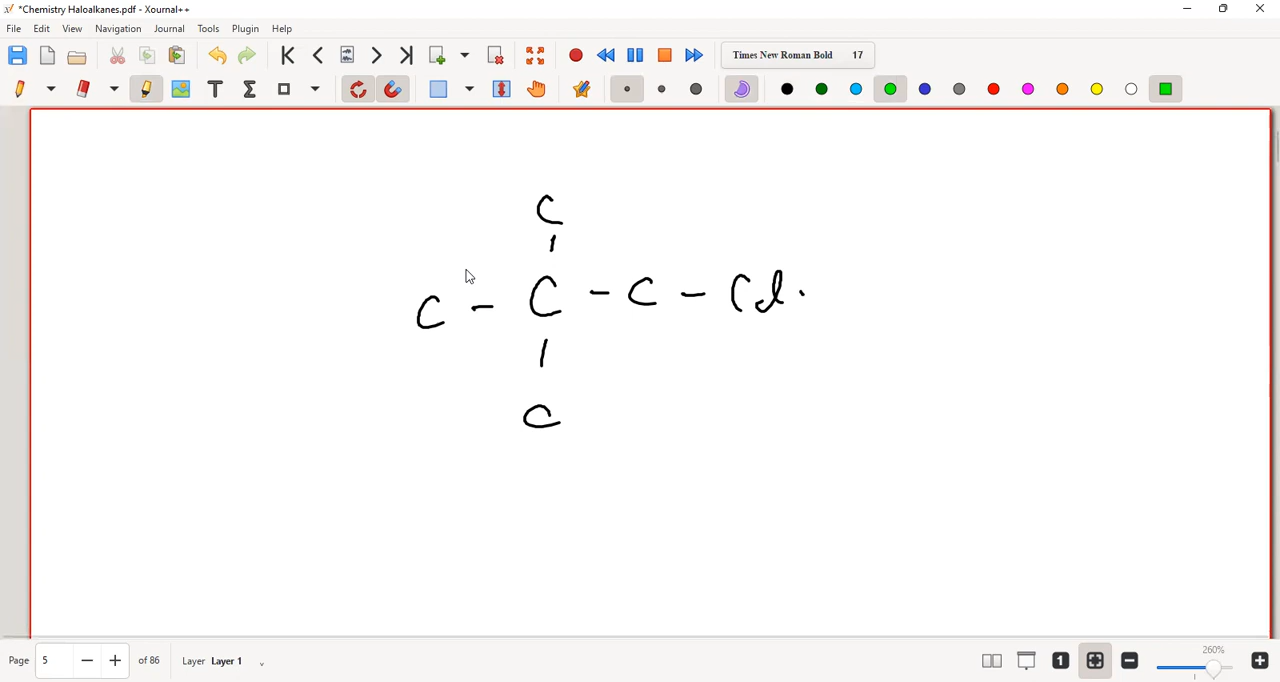 *Chemistry Haloalkanes.pdf - Xournal++
File Edit View Navigation Journal Tools Plugin Help
Times New Roman Bold 17
C
C - C - C - Cl.
C
Page 5 of 86 Layer Layer 1 260%